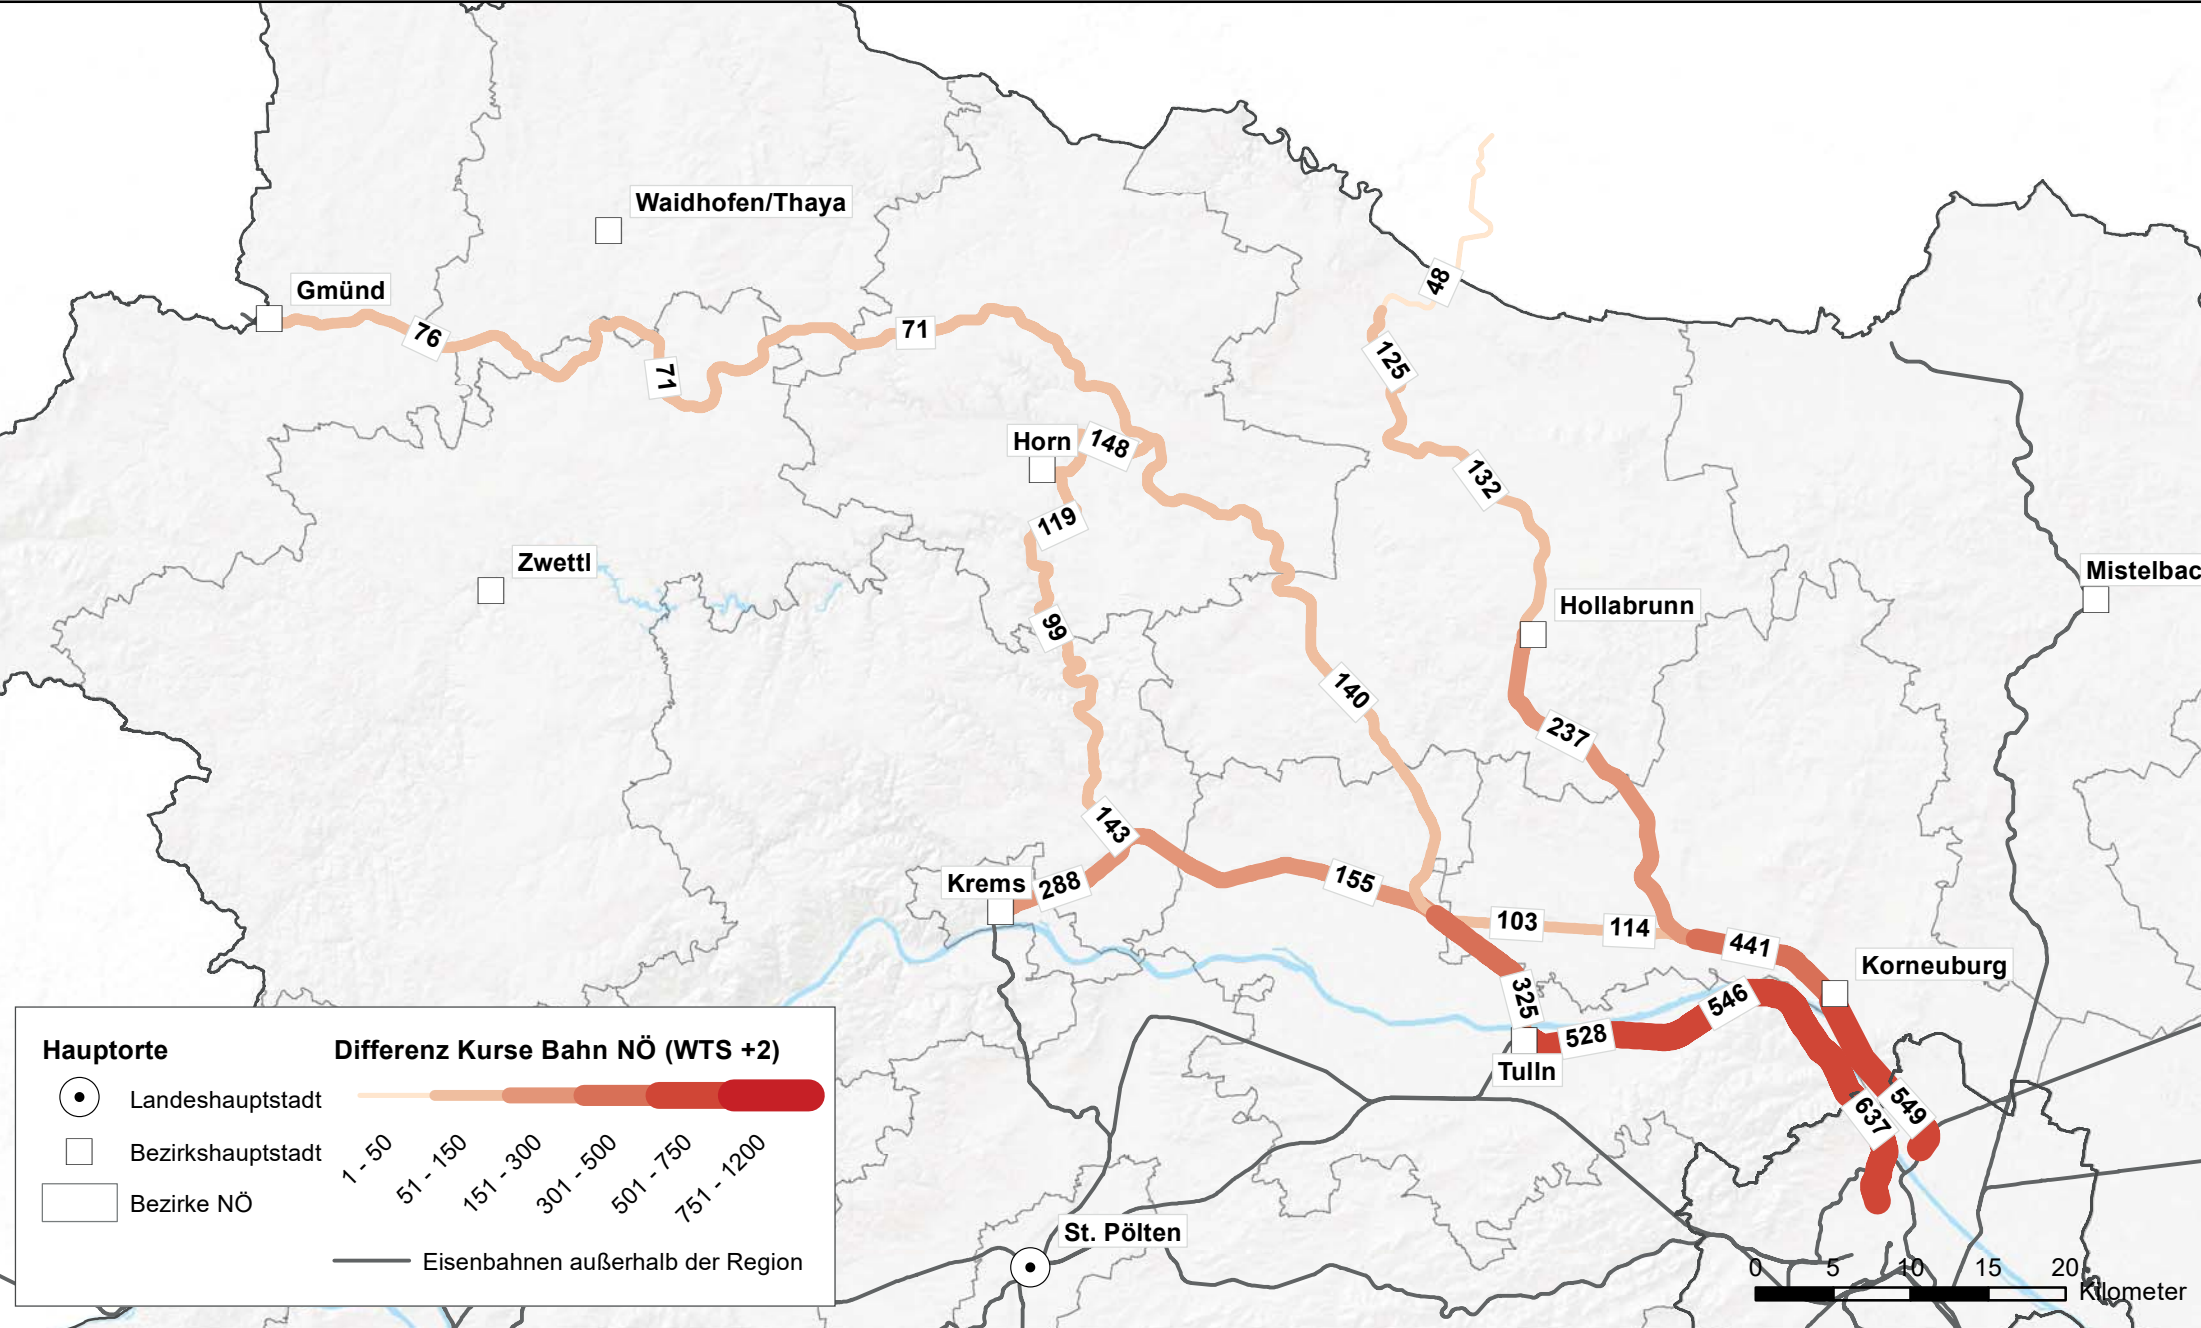 Waidhofen/Thaya
Gmünd
48
76
71
71
125
Horn
148
132
119
Zwettl
Mistelbac
Hollabrunn
99
140
237
143
Krems
288
155
103
114
441
Korneuburg
325
546
528
Tulln
637
549
St. Pölten
Hauptorte
Landeshauptstadt
Bezirkshauptstadt
Bezirke NÖ
Differenz Kurse Bahn NÖ (WTS +2)
1 - 50
51 - 150
151 - 300
301 - 500
501 - 750
751 - 1200
Eisenbahnen außerhalb der Region
0 5 10 15 20
Kilometer